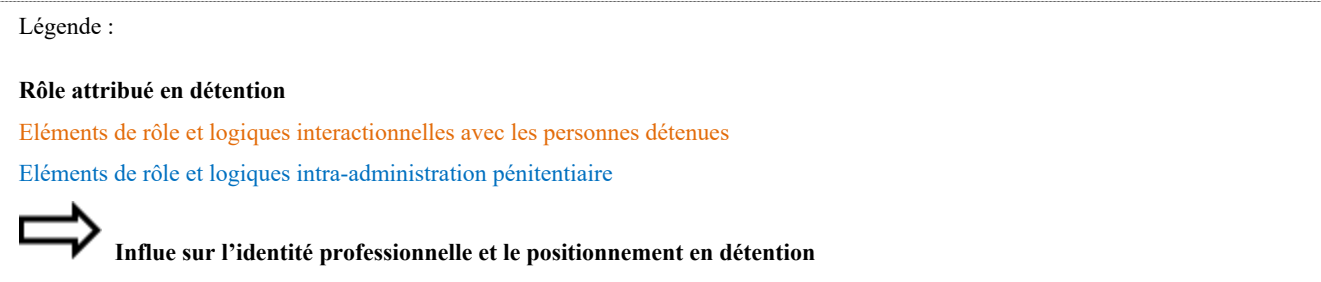 Légende :
Rôle attribué en détention
Eléments de rôle et logiques interactionnelles avec les personnes détenues
Eléments de rôle et logiques intra-administration pénitentiaire
Influe sur l’identité professionnelle et le positionnement en détention